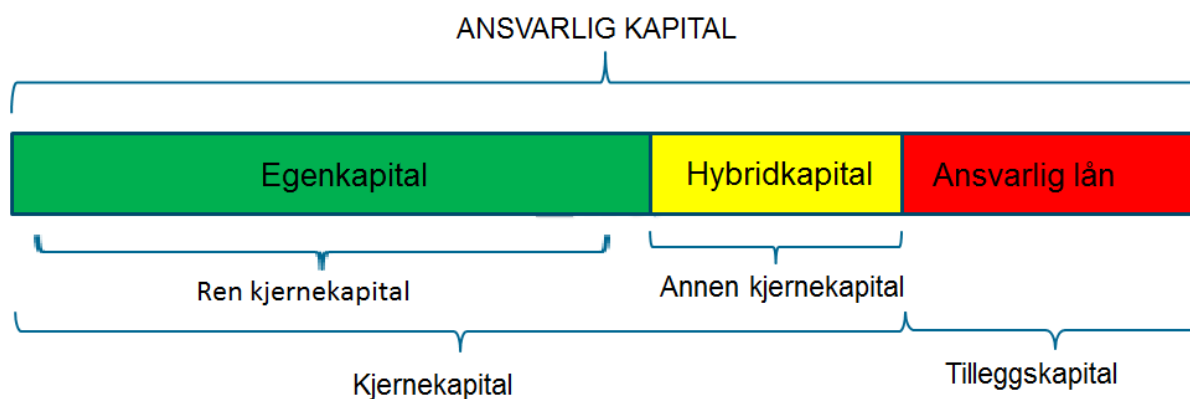 ANSVARLIG KAPITAL
Egenkapital
Hybridkapital
Ansvarlig lån
Ren kjernekapital
Annen kjernekapital
Kjernekapital
Tilleggskapital